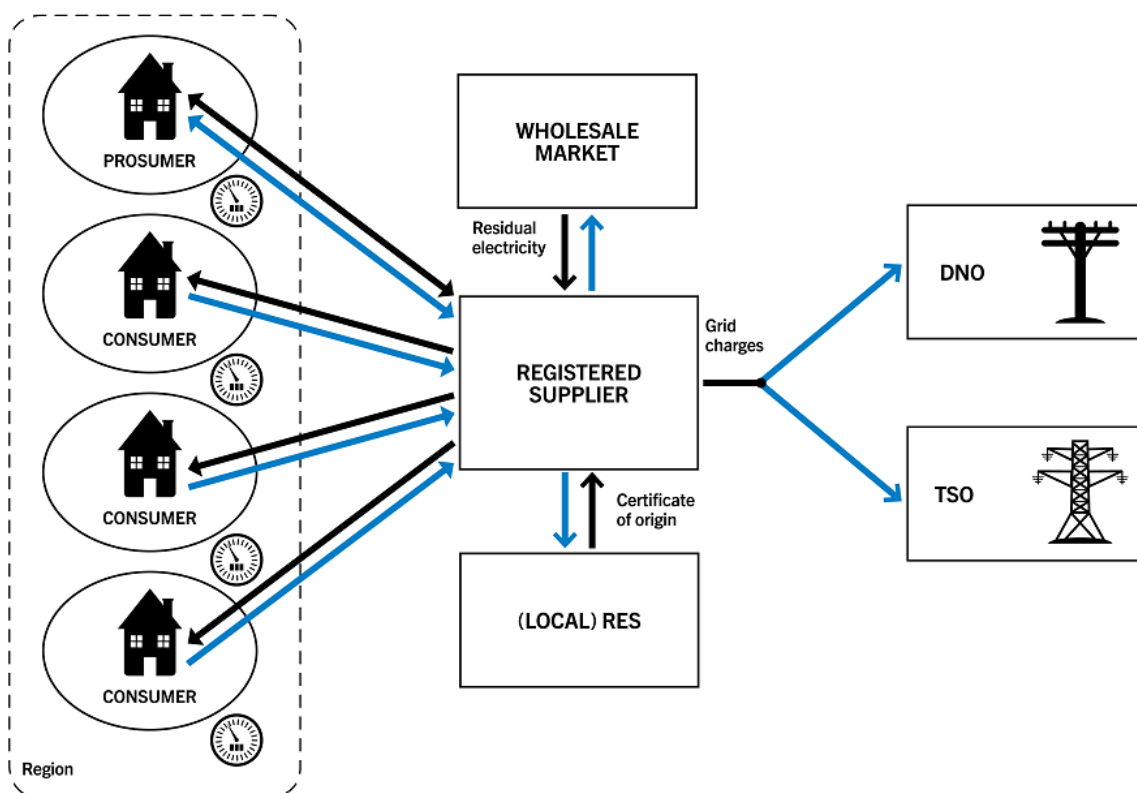 PROSUMER
CONSUMER
CONSUMER
CONSUMER
Region
WHOLESALE
MARKET
Residual
electricity
REGISTERED
SUPPLIER
Certificate
of origin
(LOCAL) RES
Grid
charges
DNO
TSO